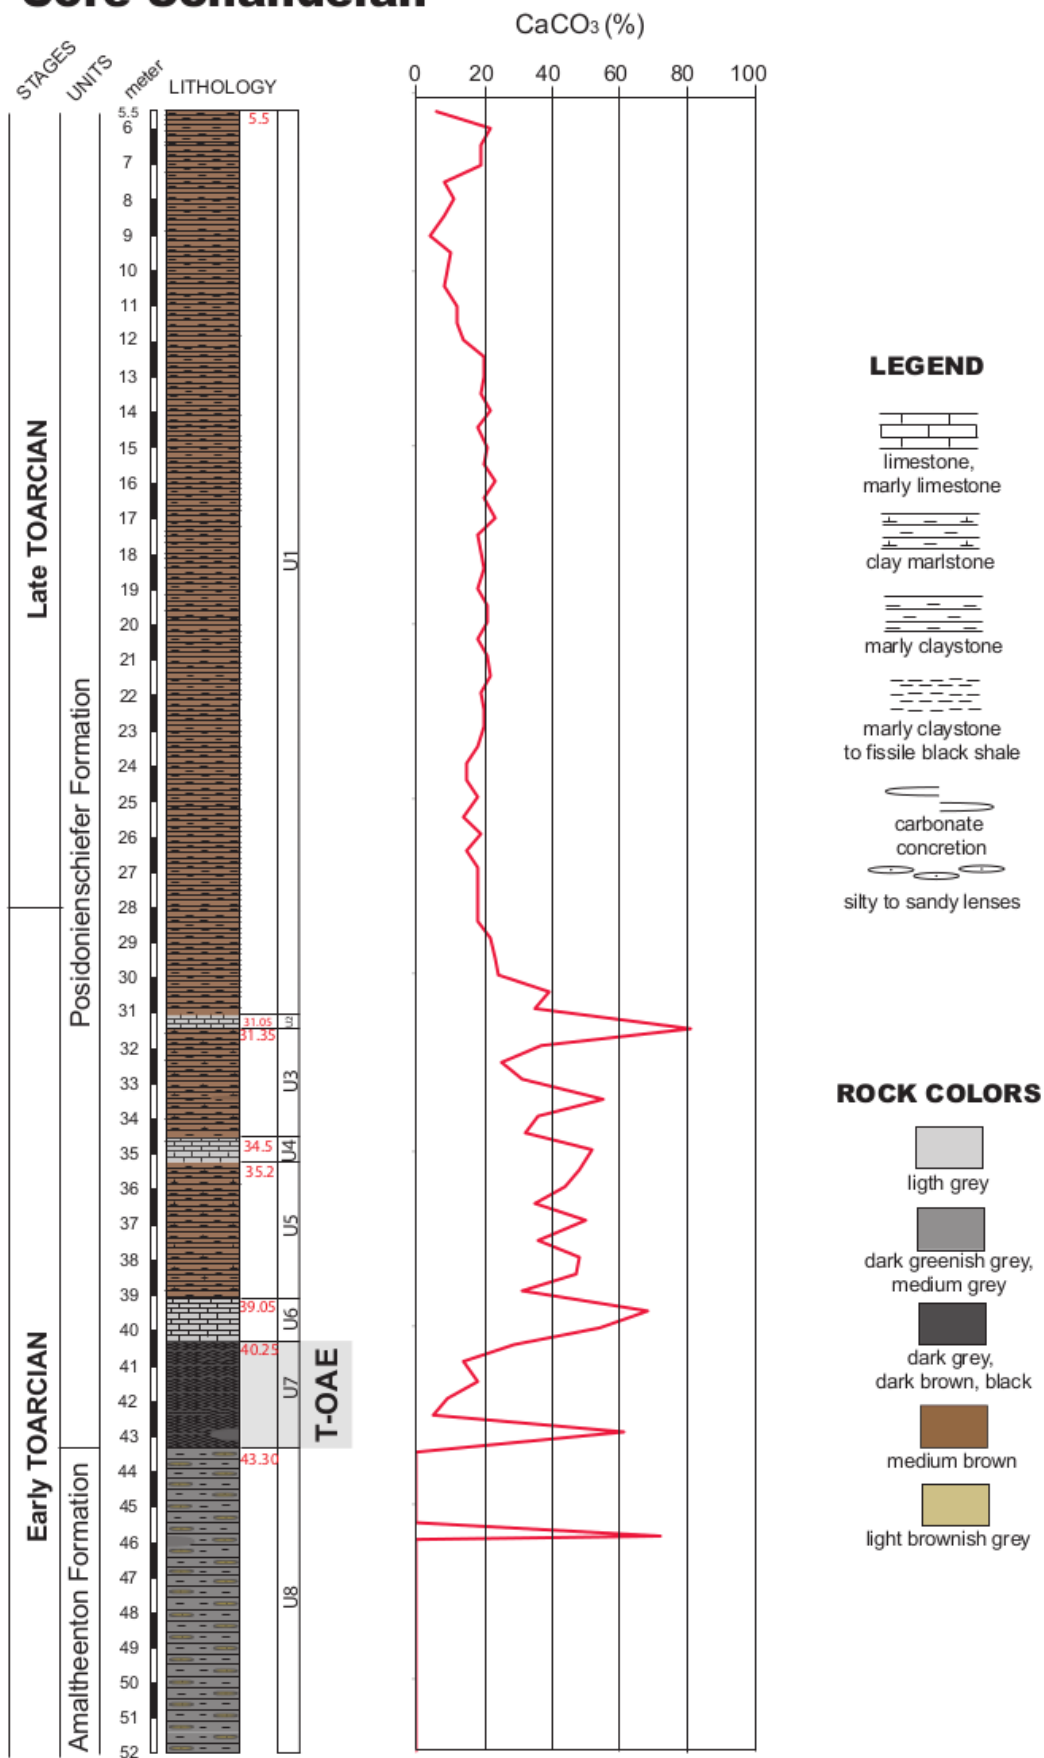 CaCO3 (%)
STAGES
UNITS
meter
LITHOLOGY
0 20 40 60 80 100
5.5
6
7
8
9
10
11
12
13
14
15
16
17
18
19
20
21
22
23
24
25
26
27
28
29
30
31
32
33
34
35
36
37
38
39
40
41
42
43
44
45
46
47
48
49
50
51
52
Late TOARCIAN
Early TOARCIAN
Posidonienschiefer Formation
Amaltheenton Formation
5.5
31.05
31.35
34.5
35.2
39.05
40.25
43.30
U1
U2
U3
U4
U5
U6
U7
U8
T-OAE
LEGEND
limestone,
marly limestone
clay marlstone
marly claystone
marly claystone
to fissile black shale
carbonate
concretion
silty to sandy lenses
ROCK COLORS
ligth grey
dark greenish grey,
medium grey
dark grey,
dark brown, black
medium brown
light brownish grey